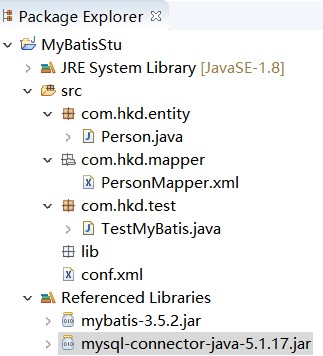 Package Explorer
MyBatisStu
JRE System Library [JavaSE-1.8]
src
com.hkd.entity
Person.java
com.hkd.mapper
PersonMapper.xml
com.hkd.test
TestMyBatis.java
lib
conf.xml
Referenced Libraries
mybatis-3.5.2.jar
mysql-connector-java-5.1.17.jar